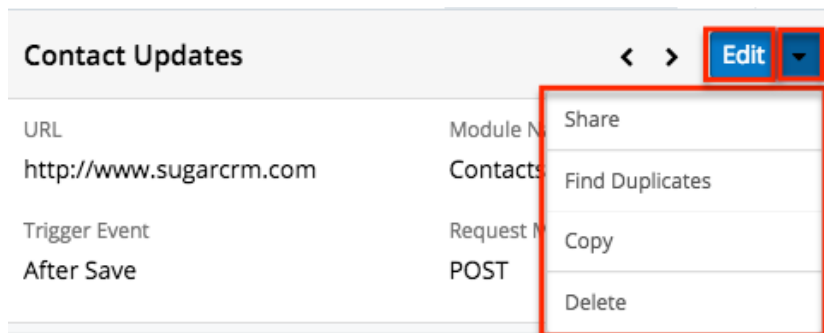 Contact Updates
Edit
URL
Module N
http://www.sugarcrm.com
Contacts
Trigger Event
Request M
After Save
POST
Share
Find Duplicates
Copy
Delete